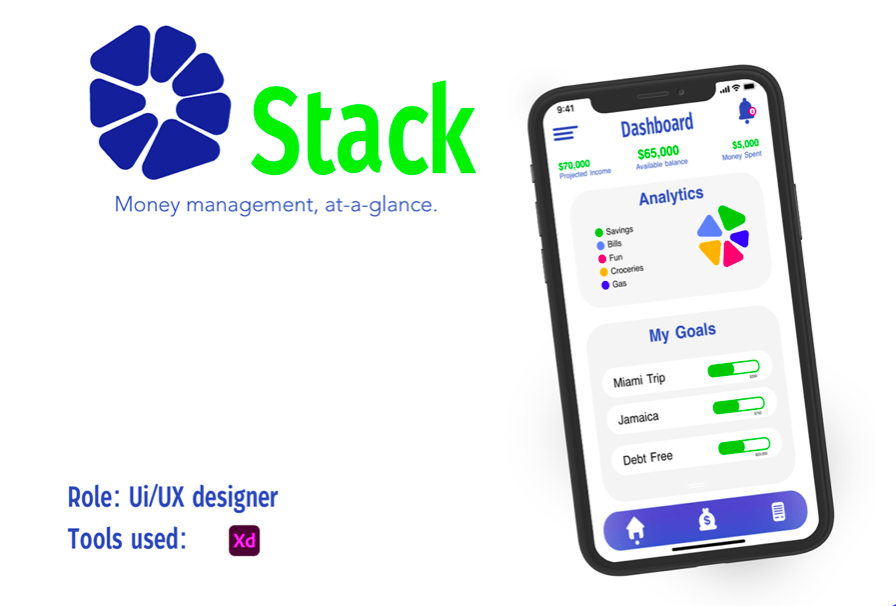 Stack
Money management, at-a-glance.
Role: Ui/UX designer
Tools used:
Xd
9:41
Dashboard
$70,000
Projected Income
$65,000
Available balance
$5,000
Money Spent
Analytics
Savings
Bills
Fun
Croceries
Gas
My Goals
Miami Trip
Jamaica
Debt Free
$